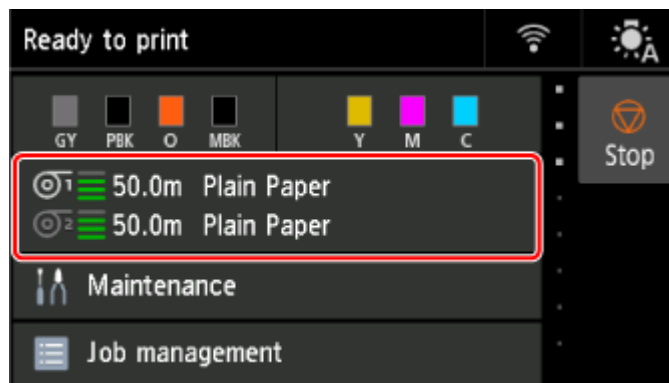 Ready to print
A
GY PBK O MBK Y M C
Stop
1 50.0m Plain Paper
2 50.0m Plain Paper
Maintenance
Job management